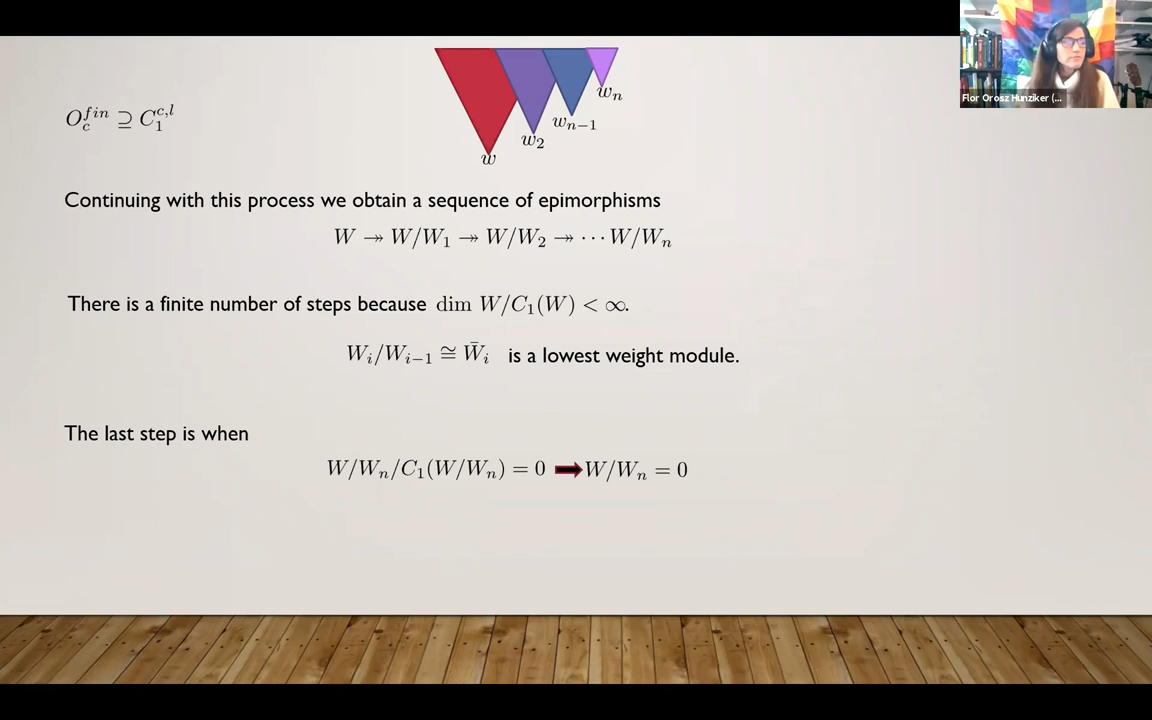 Flor Orosz Hunziker (...
w_n
w_{n-1}
O_c^{fin} ⊇ C_1^{c,l}
w_2
w
Continuing with this process we obtain a sequence of epimorphisms
W ↠ W/W_1 ↠ W/W_2 ↠ ··· W/W_n
There is a finite number of steps because dim W/C_1(W) < ∞.
W_i/W_{i-1} ≅ W̄_i is a lowest weight module.
The last step is when
W/W_n/C_1(W/W_n) = 0 ➡ W/W_n = 0